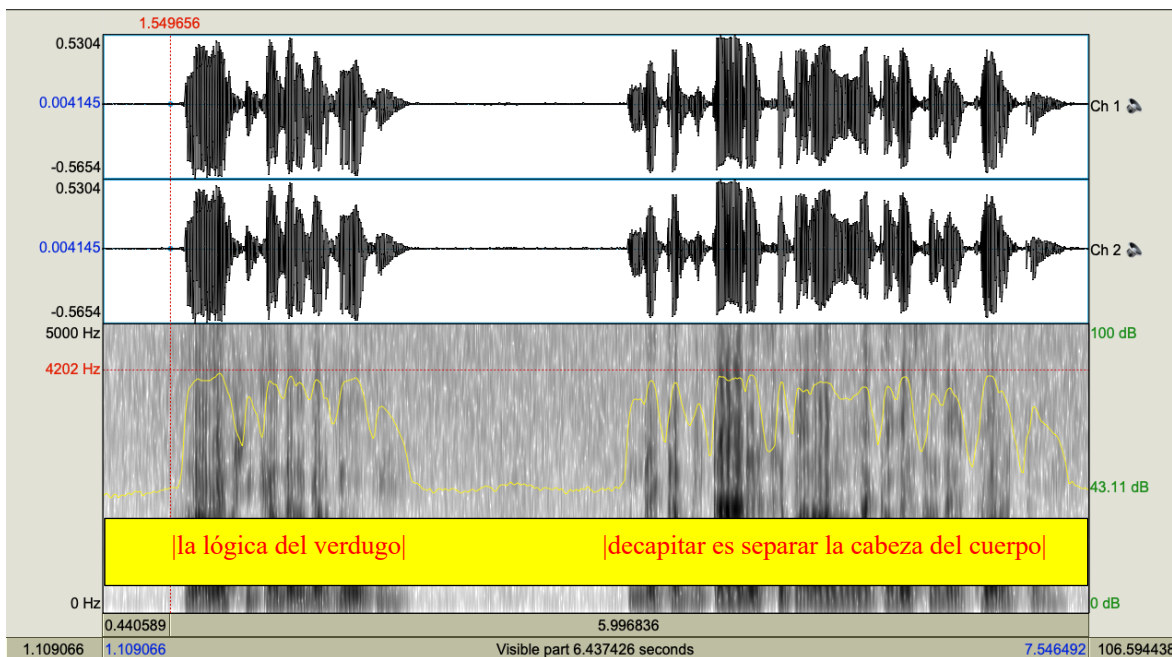 1.549656
0.5304
0.004145
Ch 1
-0.5654
0.5304
0.004145
Ch 2
-0.5654
5000 Hz
100 dB
4202 Hz
43.11 dB
|la lógica del verdugo| |decapitar es separar la cabeza del cuerpo|
0 Hz
0 dB
0.440589 5.996836
1.109066 1.109066 Visible part 6.437426 seconds 7.546492 106.594438